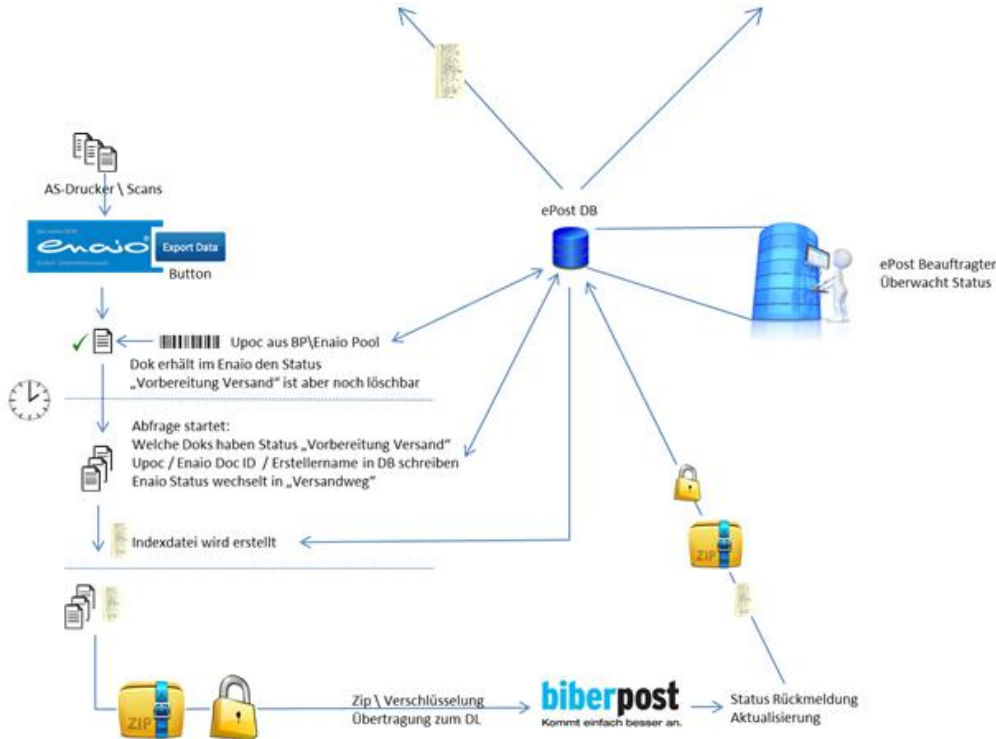 AS-Drucker \ Scans
enaio®
Export Data
Button
ePost DB
ePost Beauftragter
Überwacht Status
Upoc aus BP\Enaio Pool
Dok erhält im Enaio den Status
„Vorbereitung Versand“ ist aber noch löschbar
Abfrage startet:
Welche Doks haben Status „Vorbereitung Versand“
Upoc / Enaio Doc ID / Erstellername in DB schreiben
Enaio Status wechselt in „Versandweg“
Indexdatei wird erstellt
ZIP
ZIP
Zip \ Verschlüsselung
Übertragung zum DL
biberpost
Kommt einfach besser an.
Status Rückmeldung
Aktualisierung